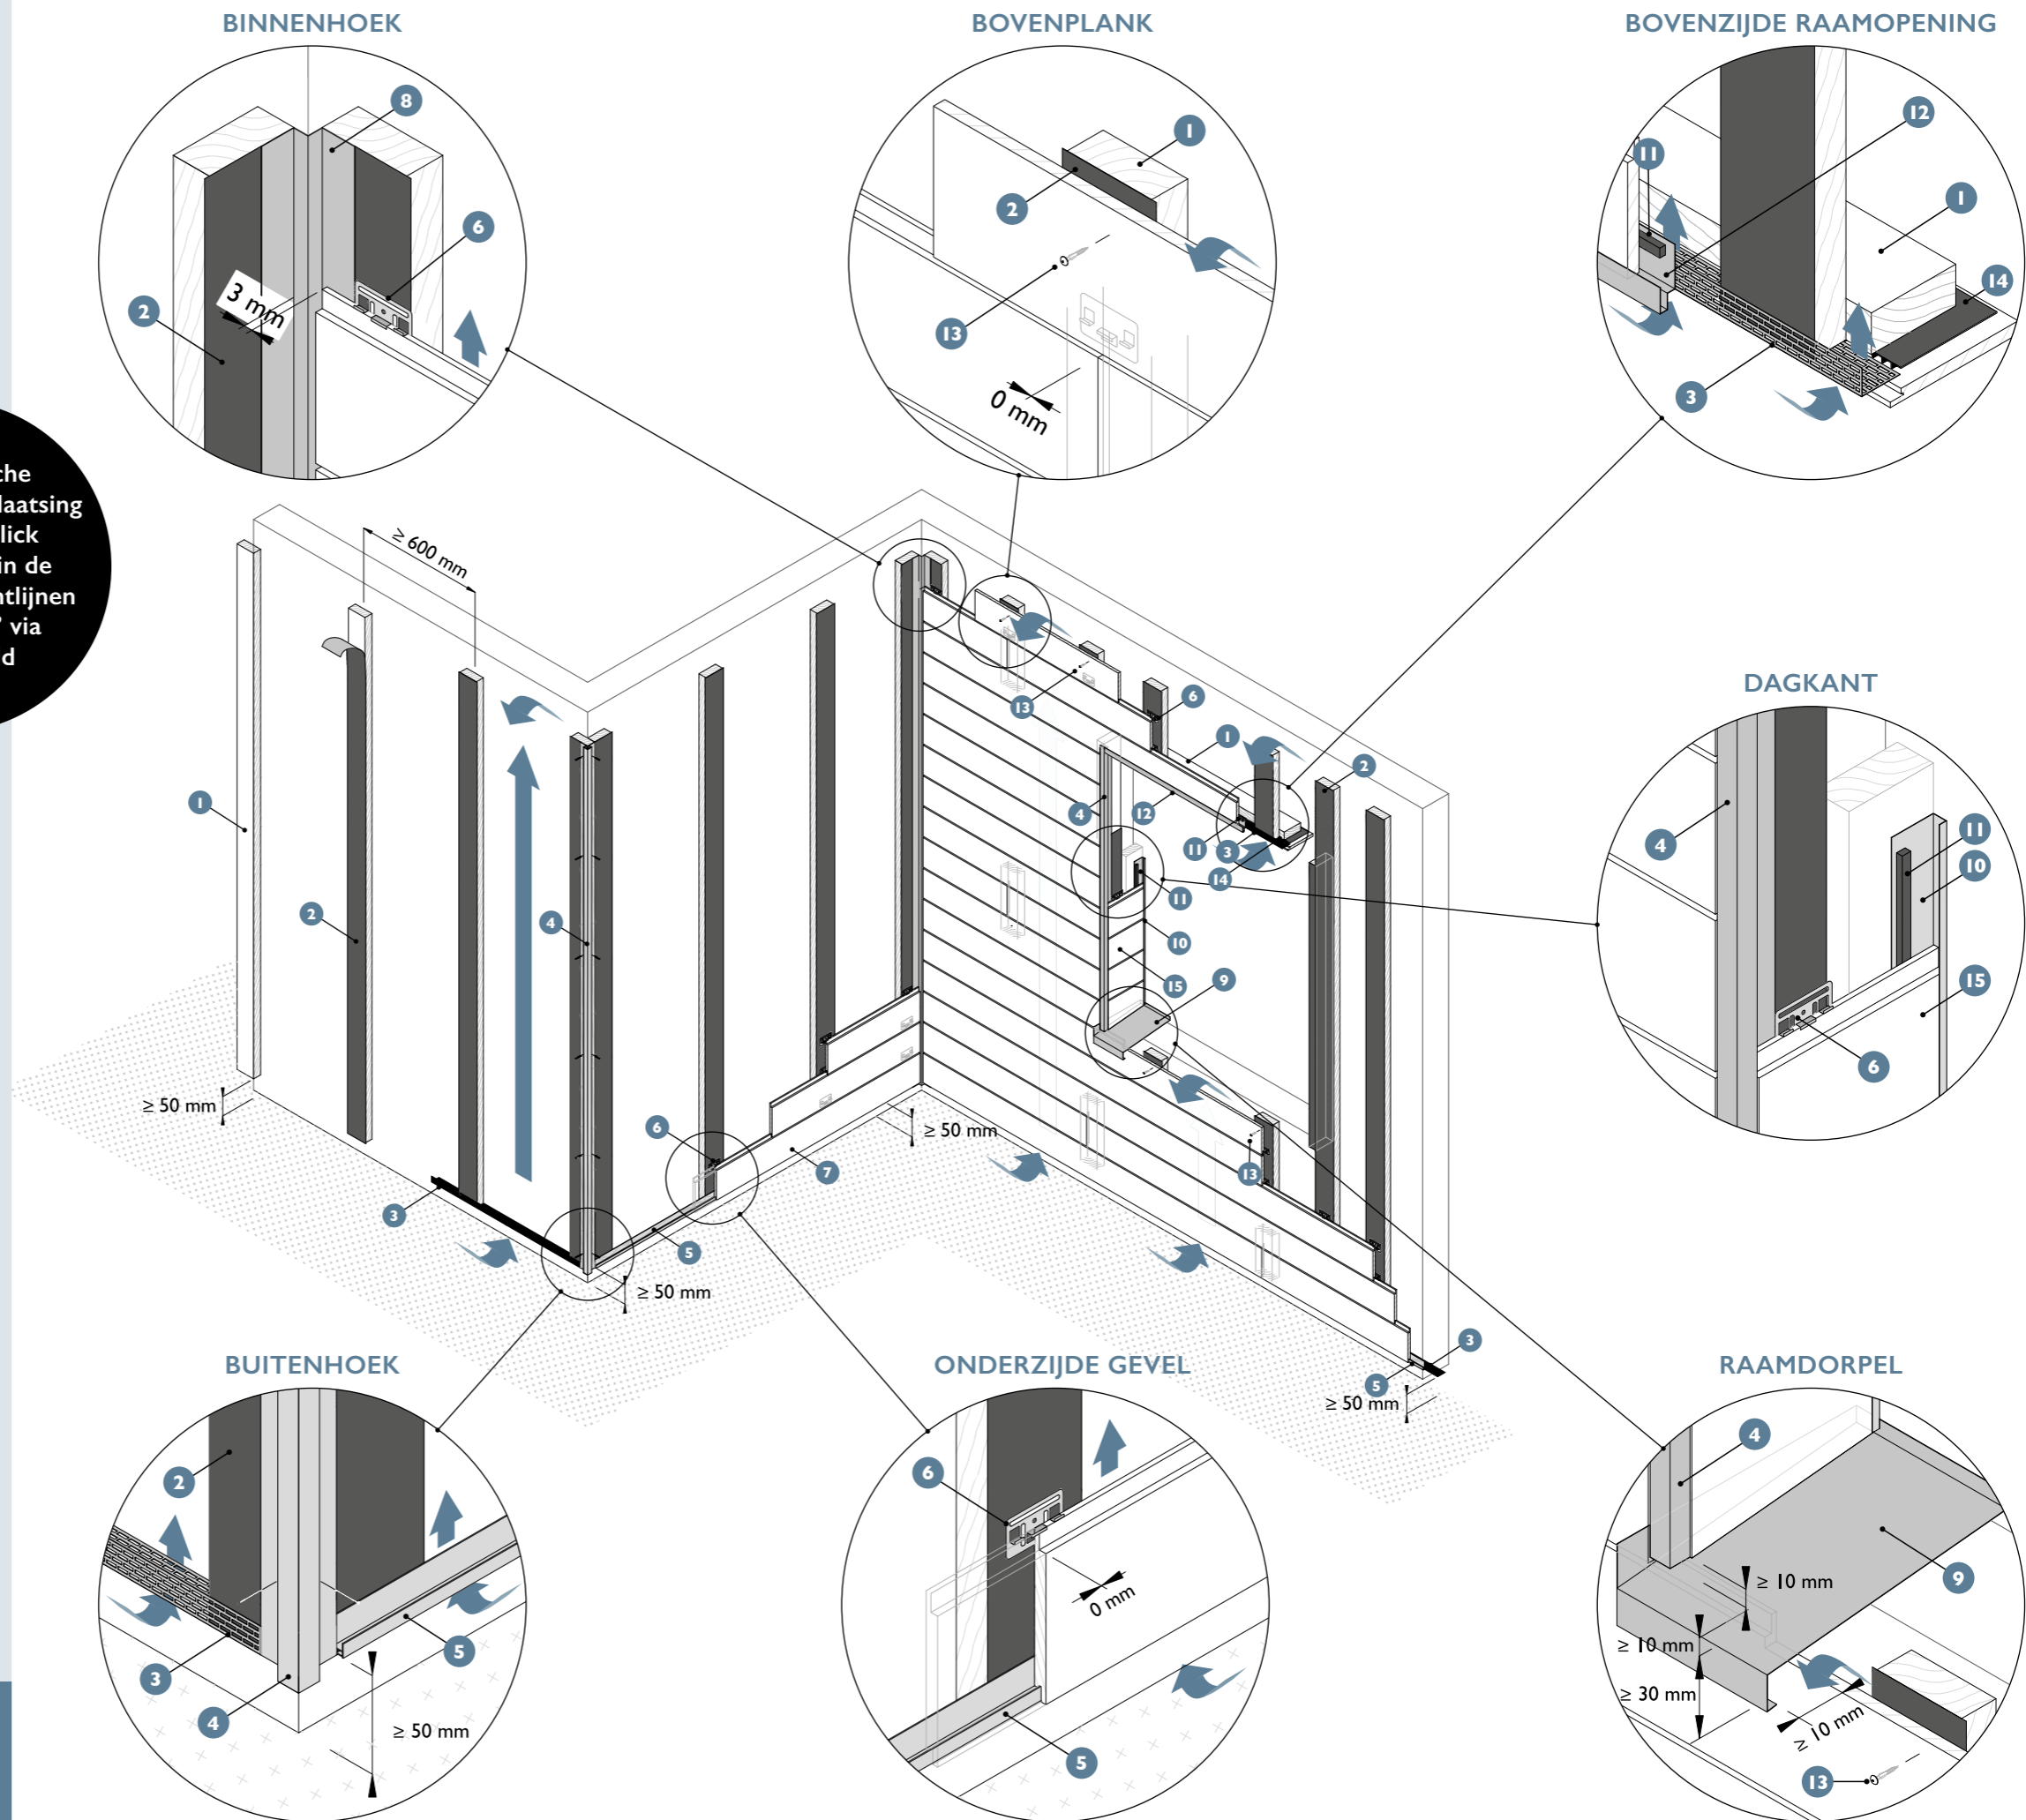 BINNENHOEK
8
6
2
3 mm
BOVENPLANK
1
2
13
0 mm
BOVENZIJDE RAAMOPENING
12
11
1
14
3
lick
in de
via
≥ 600 mm
1
2
3
4
≥ 50 mm
≥ 50 mm
≥ 50 mm
6
5
7
13
6
1
2
4
12
11
3
14
11
10
15
9
13
3
5
≥ 50 mm
DAGKANT
4
11
10
15
6
BUITENHOEK
2
3
4
5
≥ 50 mm
ONDERZIJDE GEVEL
6
0 mm
5
RAAMDORPEL
4
9
≥ 10 mm
≥ 10 mm
≥ 30 mm
≥ 10 mm
13